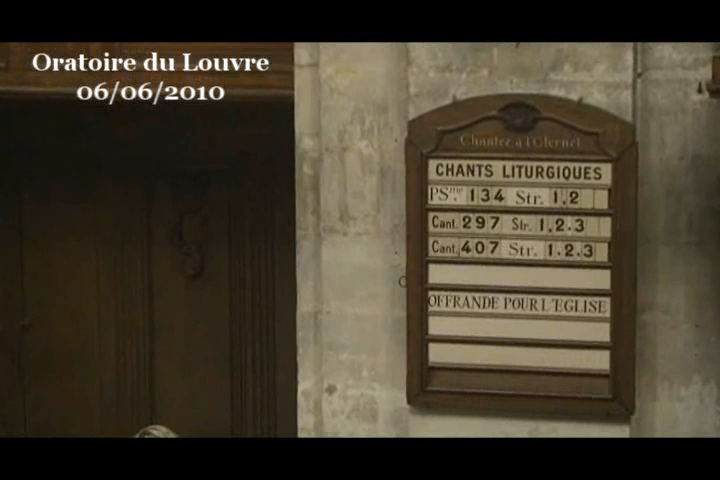 Oratoire du Louvre
06/06/2010
Chantez à l'Eternel
CHANTS LITURGIQUES
PS.me 134 Str. 1.2
Cant. 297 Str. 1.2.3
Cant. 407 Str. 1.2.3
OFFRANDE POUR L'EGLISE